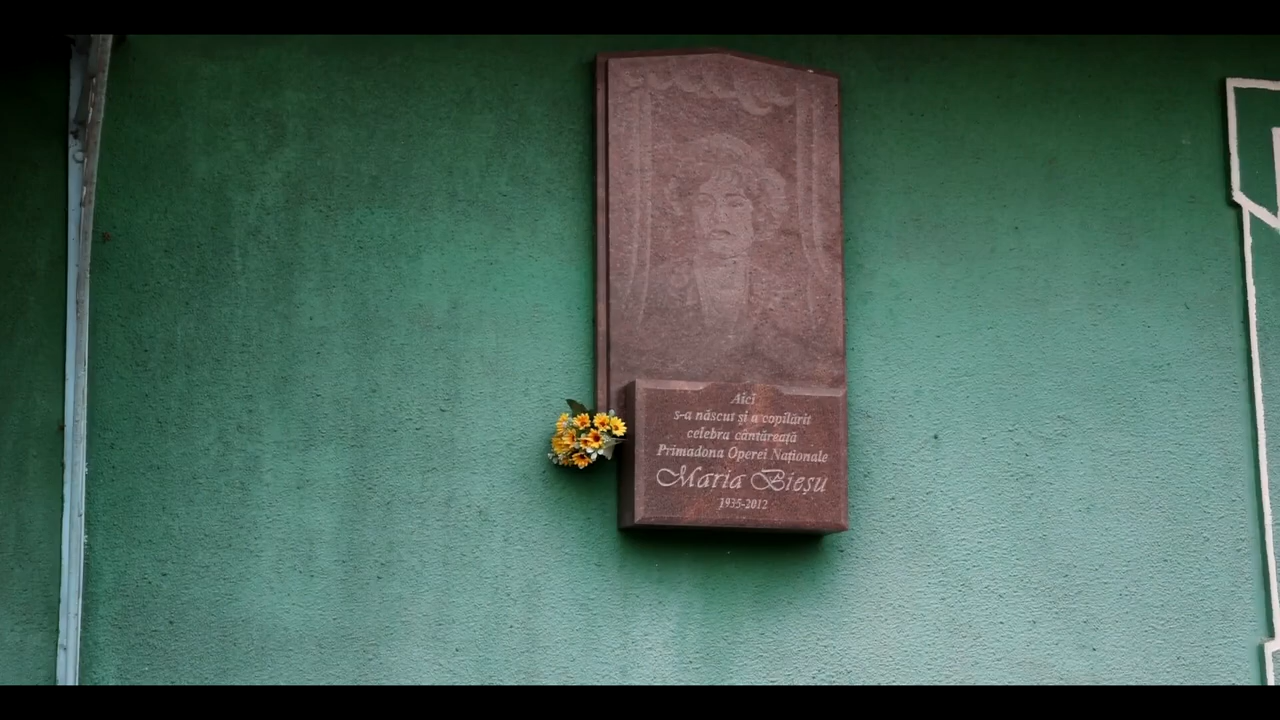 Aici
s-a născut și a copilărit
celebra cântăreață
Primadona Operei Naționale
Maria Bieșu
1935-2012